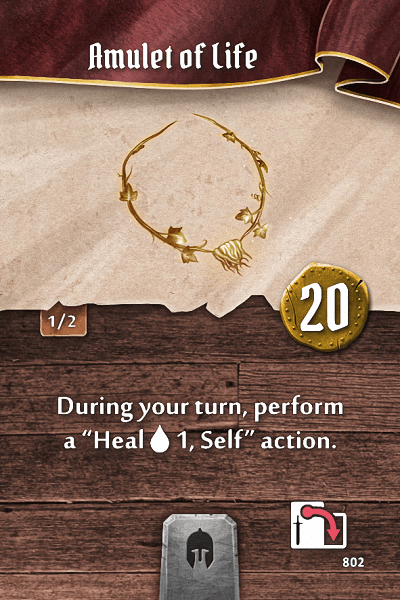 Amulet of Life
1/2
20
During your turn, perform
a “Heal 1, Self” action.
802